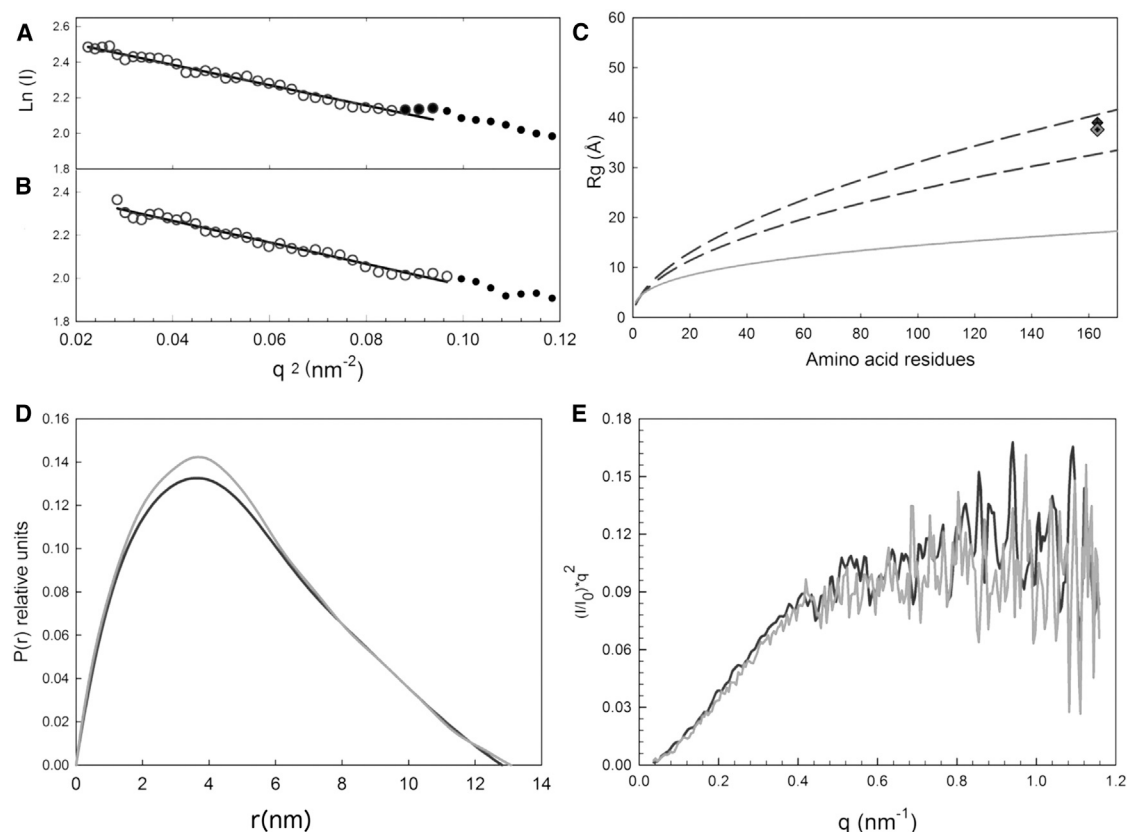 A
2.6
2.4
2.2
2.0
1.8
Ln (I)
B
2.4
2.2
2.0
1.8
0.02 0.04 0.06 0.08 0.10 0.12
q 2 (nm-2)
C
60
50
40
30
20
10
0
Rg (Å)
0 20 40 60 80 100 120 140 160
Amino acid residues
D
0.16
0.14
0.12
0.10
0.08
0.06
0.04
0.02
0.00
P(r) relative units
0 2 4 6 8 10 12 14
r(nm)
E
0.18
0.15
0.12
0.09
0.06
0.03
0.00
(I/I0)*q2
0.0 0.2 0.4 0.6 0.8 1.0 1.2
q (nm-1)